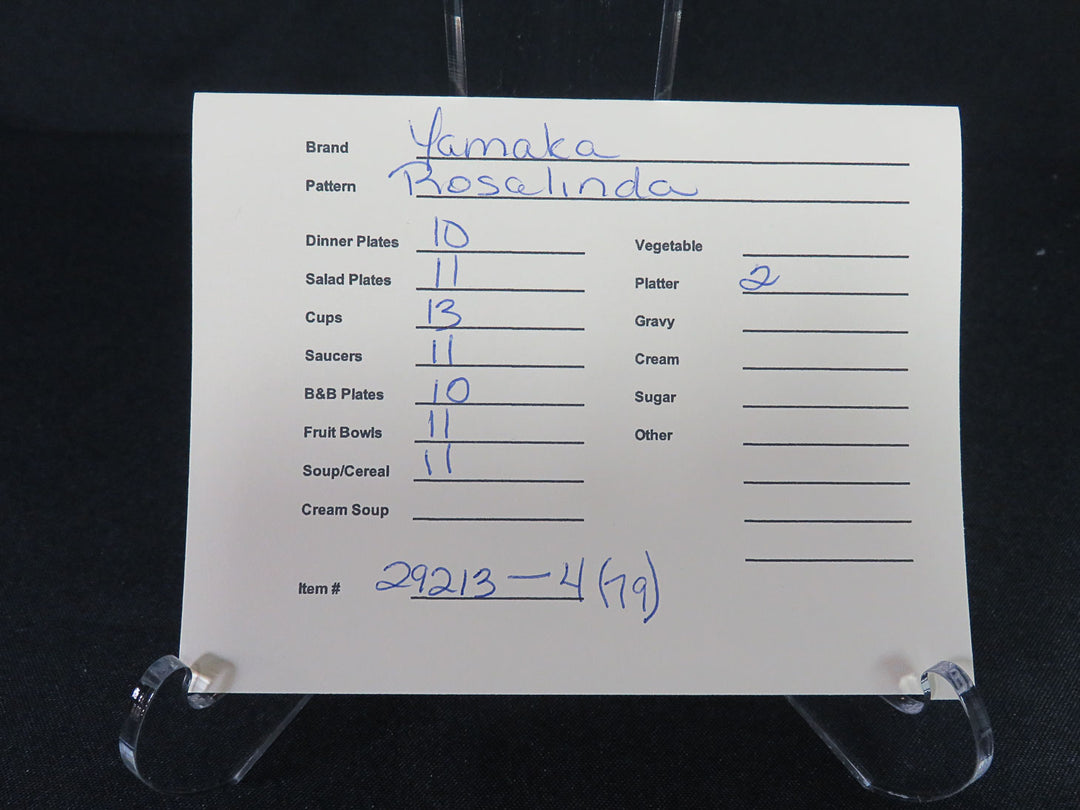 Brand Yamaka
Pattern Rosalinda
Dinner Plates 10
Salad Plates 11
Cups 13
Saucers 11
B&B Plates 10
Fruit Bowls 11
Soup/Cereal 11
Cream Soup
Vegetable
Platter 2
Gravy
Cream
Sugar
Other
Item # 29213-4 (79)